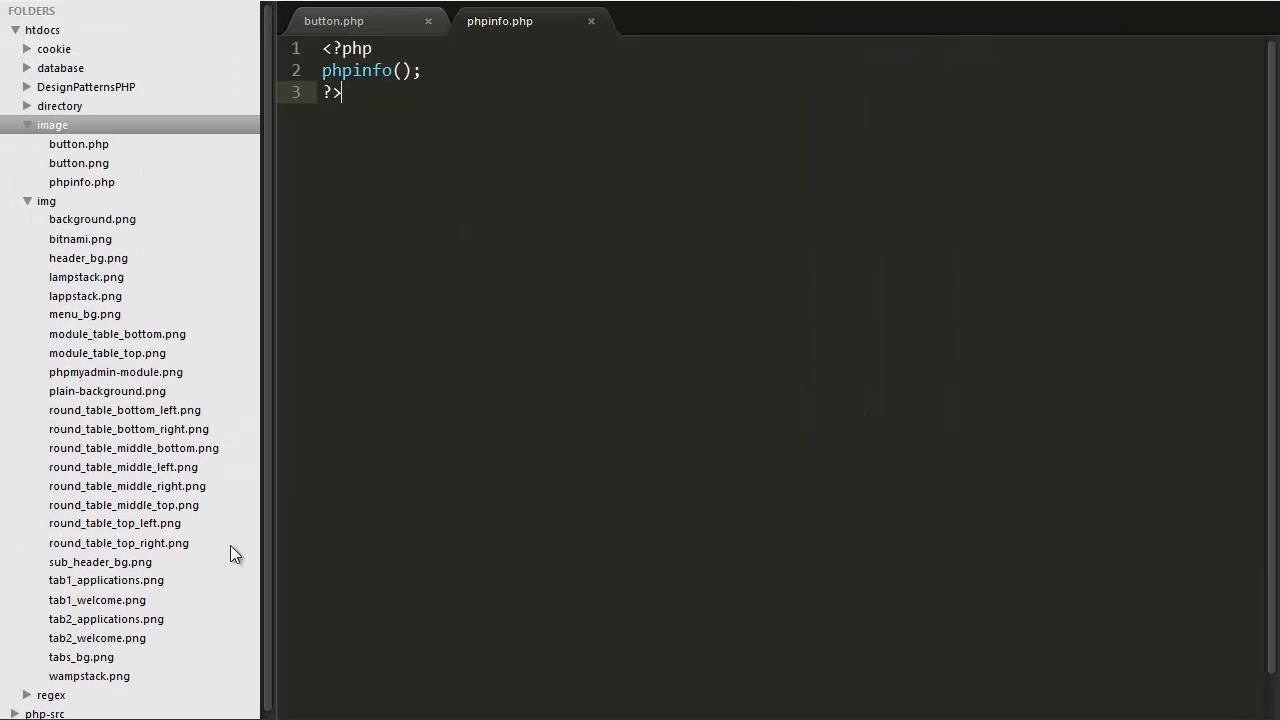 FOLDERS
htdocs
cookie
database
DesignPatternsPHP
directory
image
button.php
button.png
phpinfo.php
img
background.png
bitnami.png
header_bg.png
lampstack.png
lappstack.png
menu_bg.png
module_table_bottom.png
module_table_top.png
phpmyadmin-module.png
plain-background.png
round_table_bottom_left.png
round_table_bottom_right.png
round_table_middle_bottom.png
round_table_middle_left.png
round_table_middle_right.png
round_table_middle_top.png
round_table_top_left.png
round_table_top_right.png
sub_header_bg.png
tab1_applications.png
tab1_welcome.png
tab2_applications.png
tab2_welcome.png
tabs_bg.png
wampstack.png
regex
php-src
button.php × phpinfo.php ×
1 <?php
2 phpinfo();
3 ?>